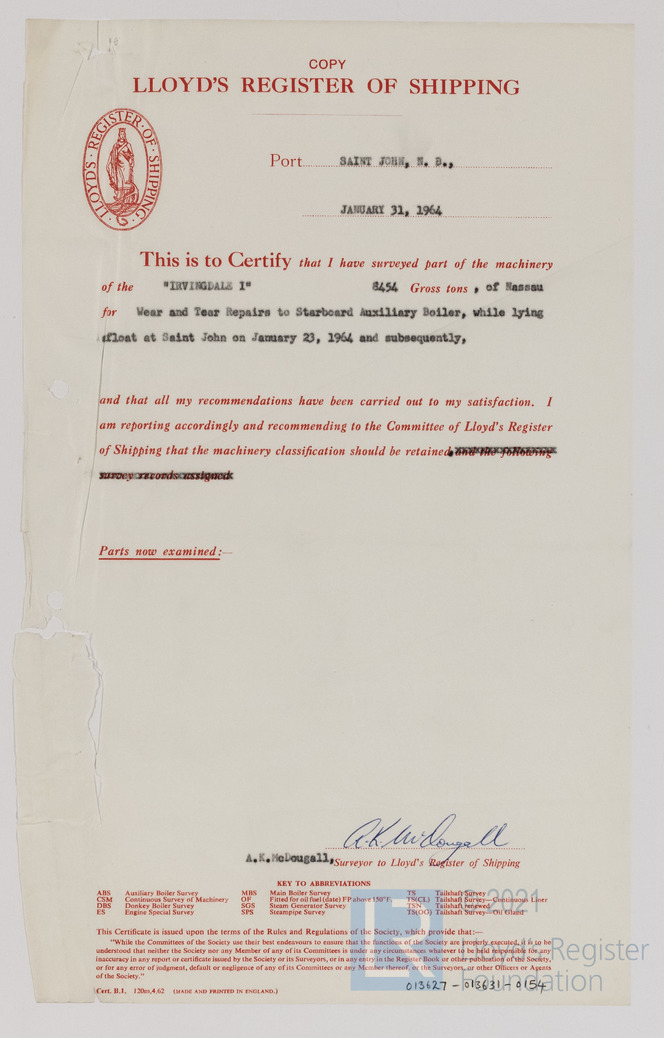 COPY
LLOYD'S REGISTER OF SHIPPING
LLOYD'S · REGISTER · OF · SHIPPING
Port SAINT JOHN, N. B.,
JANUARY 31, 1964
This is to Certify that I have surveyed part of the machinery
of the "IRVINGDALE 1" 8454 Gross tons, of Nassau
for Wear and Tear Repairs to Starboard Auxiliary Boiler, while lying
afloat at Saint John on January 23, 1964 and subsequently,
and that all my recommendations have been carried out to my satisfaction. I
am reporting accordingly and recommending to the Committee of Lloyd's Register
of Shipping that the machinery classification should be retained, and the following
survey records assigned
Parts now examined:—
A.K. McDougall
A.K.McDougall, Surveyor to Lloyd's Register of Shipping
KEY TO ABBREVIATIONS
ABS Auxiliary Boiler Survey MBS Main Boiler Survey TS Tailshaft Survey
CSM Continuous Survey of Machinery OF Fitted for oil fuel (date) FP above 150°F. TS(CL) Tailshaft Survey—Continuous Liner
DBS Donkey Boiler Survey SGS Steam Generator Survey TSN Tailshaft renewed
ES Engine Special Survey SPS Steampipe Survey TS(OG) Tailshaft Survey—Oil Gland
This Certificate is issued upon the terms of the Rules and Regulations of the Society, which provide that:—
"While the Committees of the Society use their best endeavours to ensure that the functions of the Society are properly executed, it is to be
understood that neither the Society nor any Member of any of its Committees is under any circumstances whatever to be held responsible for any
inaccuracy in any report or certificate issued by the Society or its Surveyors, or in any entry in the Register Book or other publication of the Society,
or for any error of judgment, default or negligence of any of its Committees or any Member thereof, or the Surveyors, or other Officers or Agents
of the Society."
Cert. B.1. 120m,4,62 (MADE AND PRINTED IN ENGLAND.)
013627-013631-0154
© 2021
Lloyd's Register
Foundation